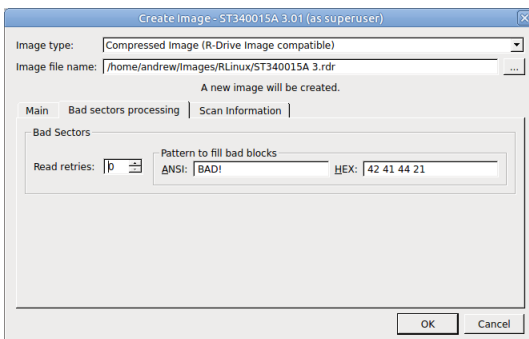 Create Image - ST340015A 3.01 (as superuser)
Image type: Compressed Image (R-Drive Image compatible)
Image file name: /home/andrew/Images/RLinux/ST340015A 3.rdr ...
A new image will be created.
Main Bad sectors processing Scan Information
Bad Sectors
Pattern to fill bad blocks
Read retries: 0 ANSI: BAD! HEX: 42 41 44 21
OK Cancel